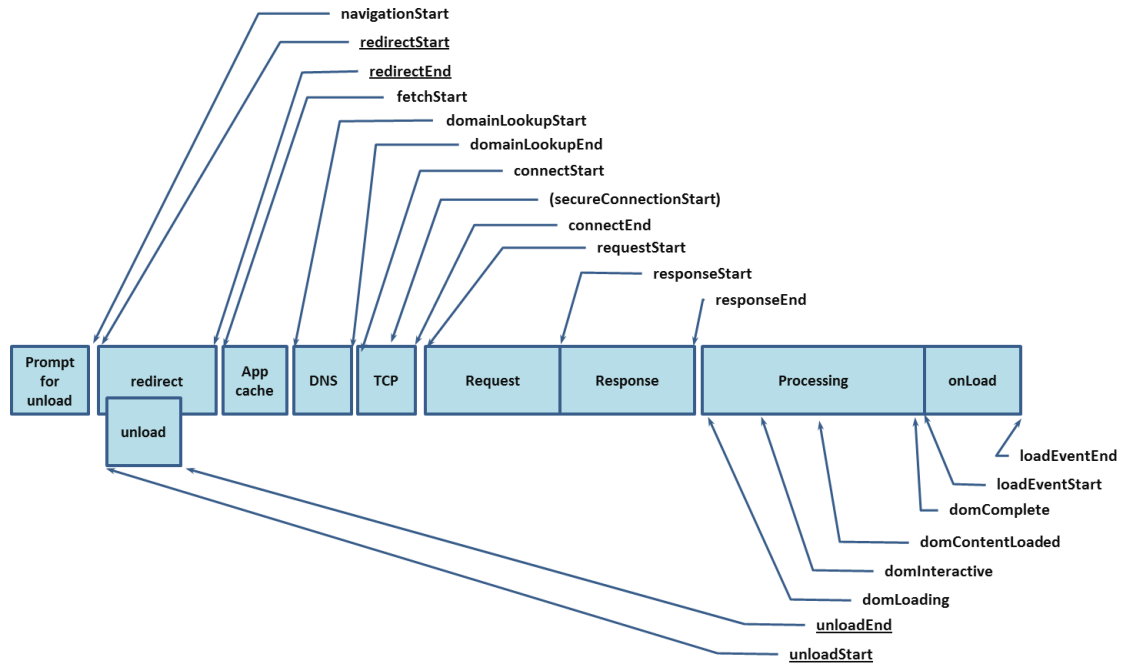 navigationStart
redirectStart
redirectEnd
fetchStart
domainLookupStart
domainLookupEnd
connectStart
(secureConnectionStart)
connectEnd
requestStart
responseStart
responseEnd
Prompt
for
unload
redirect
unload
App
cache
DNS
TCP
Request
Response
Processing
onLoad
loadEventEnd
loadEventStart
domComplete
domContentLoaded
domInteractive
domLoading
unloadEnd
unloadStart